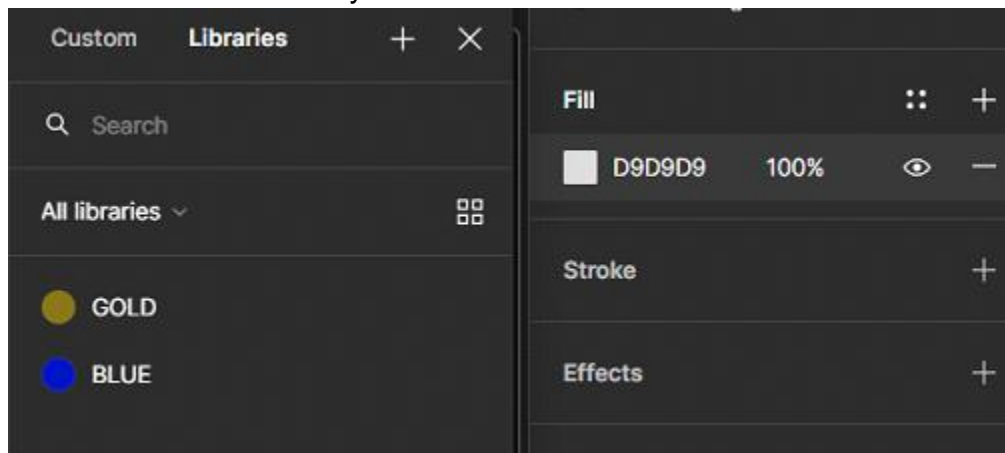 Custom Libraries
Search
All libraries
GOLD
BLUE
Fill
D9D9D9 100%
Stroke
Effects